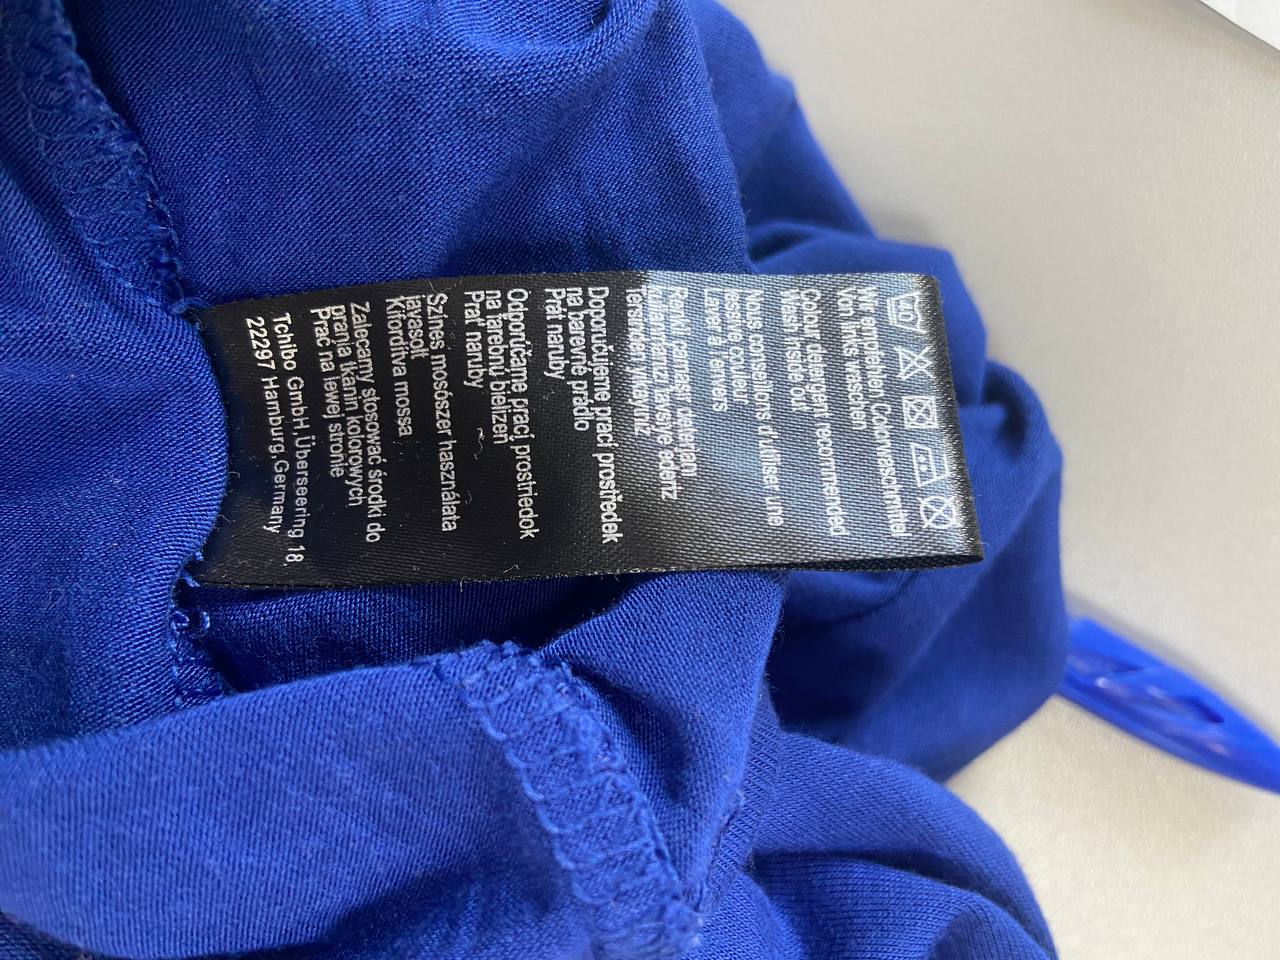 Wir empfehlen Colorwaschmittel
Von links waschen
Colour detergent recommended
Wash inside out
Nous conseillons d'utiliser une
lessive couleur
Laver à l'envers
Renkli çamaşır deterjanı
kullanmanızı tavsiye ederiz
Tersinden yıkayınız
Doporučujeme prací prostředek
na barevné prádlo
Prát naruby
Odporúčame prací prostriedok
na farebnú bielizeň
Prať naruby
Színes mosószer használata
javasolt
Kifordítva mossa
Zalecamy stosować środki do
prania tkanin kolorowych
Prać na lewej stronie
Tchibo GmbH,Überseering 18,
22297 Hamburg,Germany